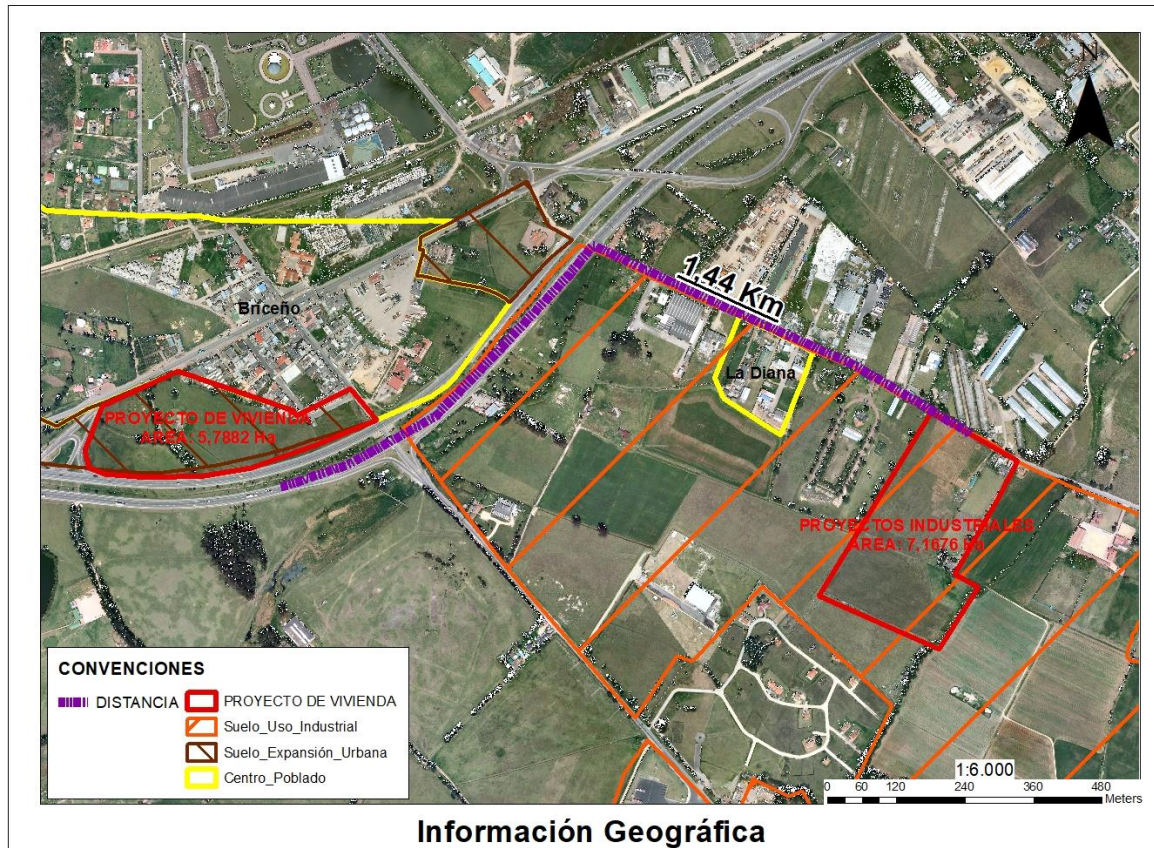 N
1,44 Km
Briceño
La Diana
PROYECTO DE VIVIENDA
AREA: 5,7882 Ha
PROYECTOS INDUSTRIALES
AREA: 7,1676 Ha
CONVENCIONES
DISTANCIA
PROYECTO DE VIVIENDA
Suelo_Uso_Industrial
Suelo_Expansión_Urbana
Centro_Poblado
1:6.000
0 60 120 240 360 480
Meters
Información Geográfica